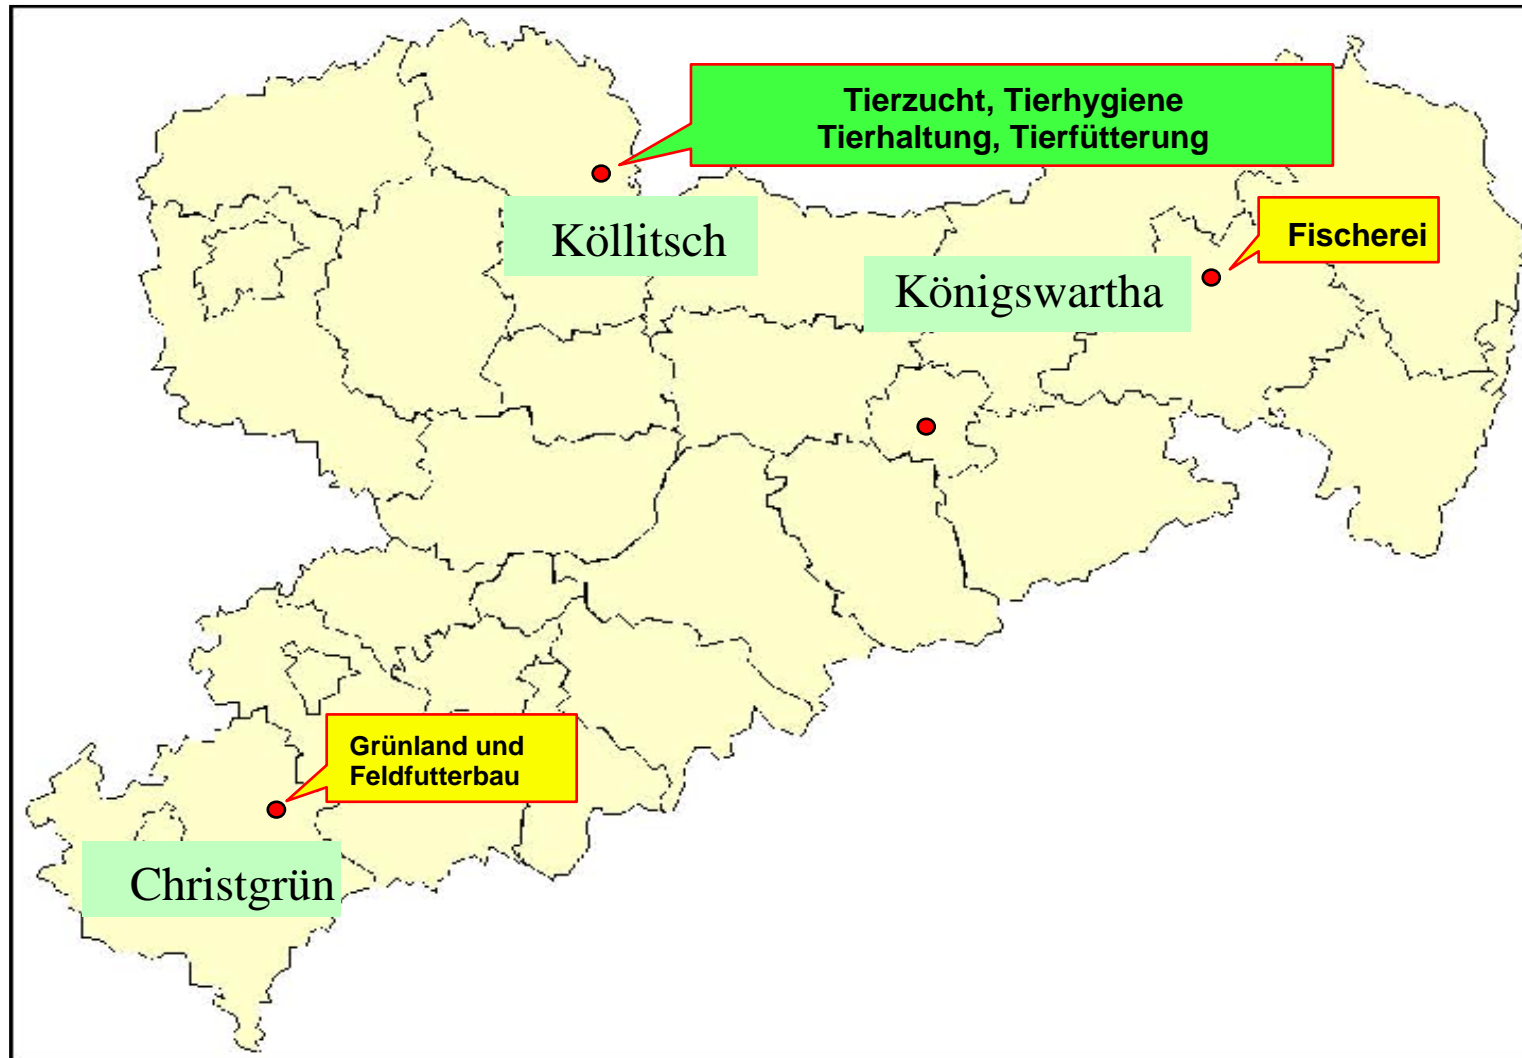 Tierzucht, Tierhygiene
Tierhaltung, Tierfütterung
Köllitsch
Fischerei
Königswartha
Grünland und
Feldfutterbau
Christgrün